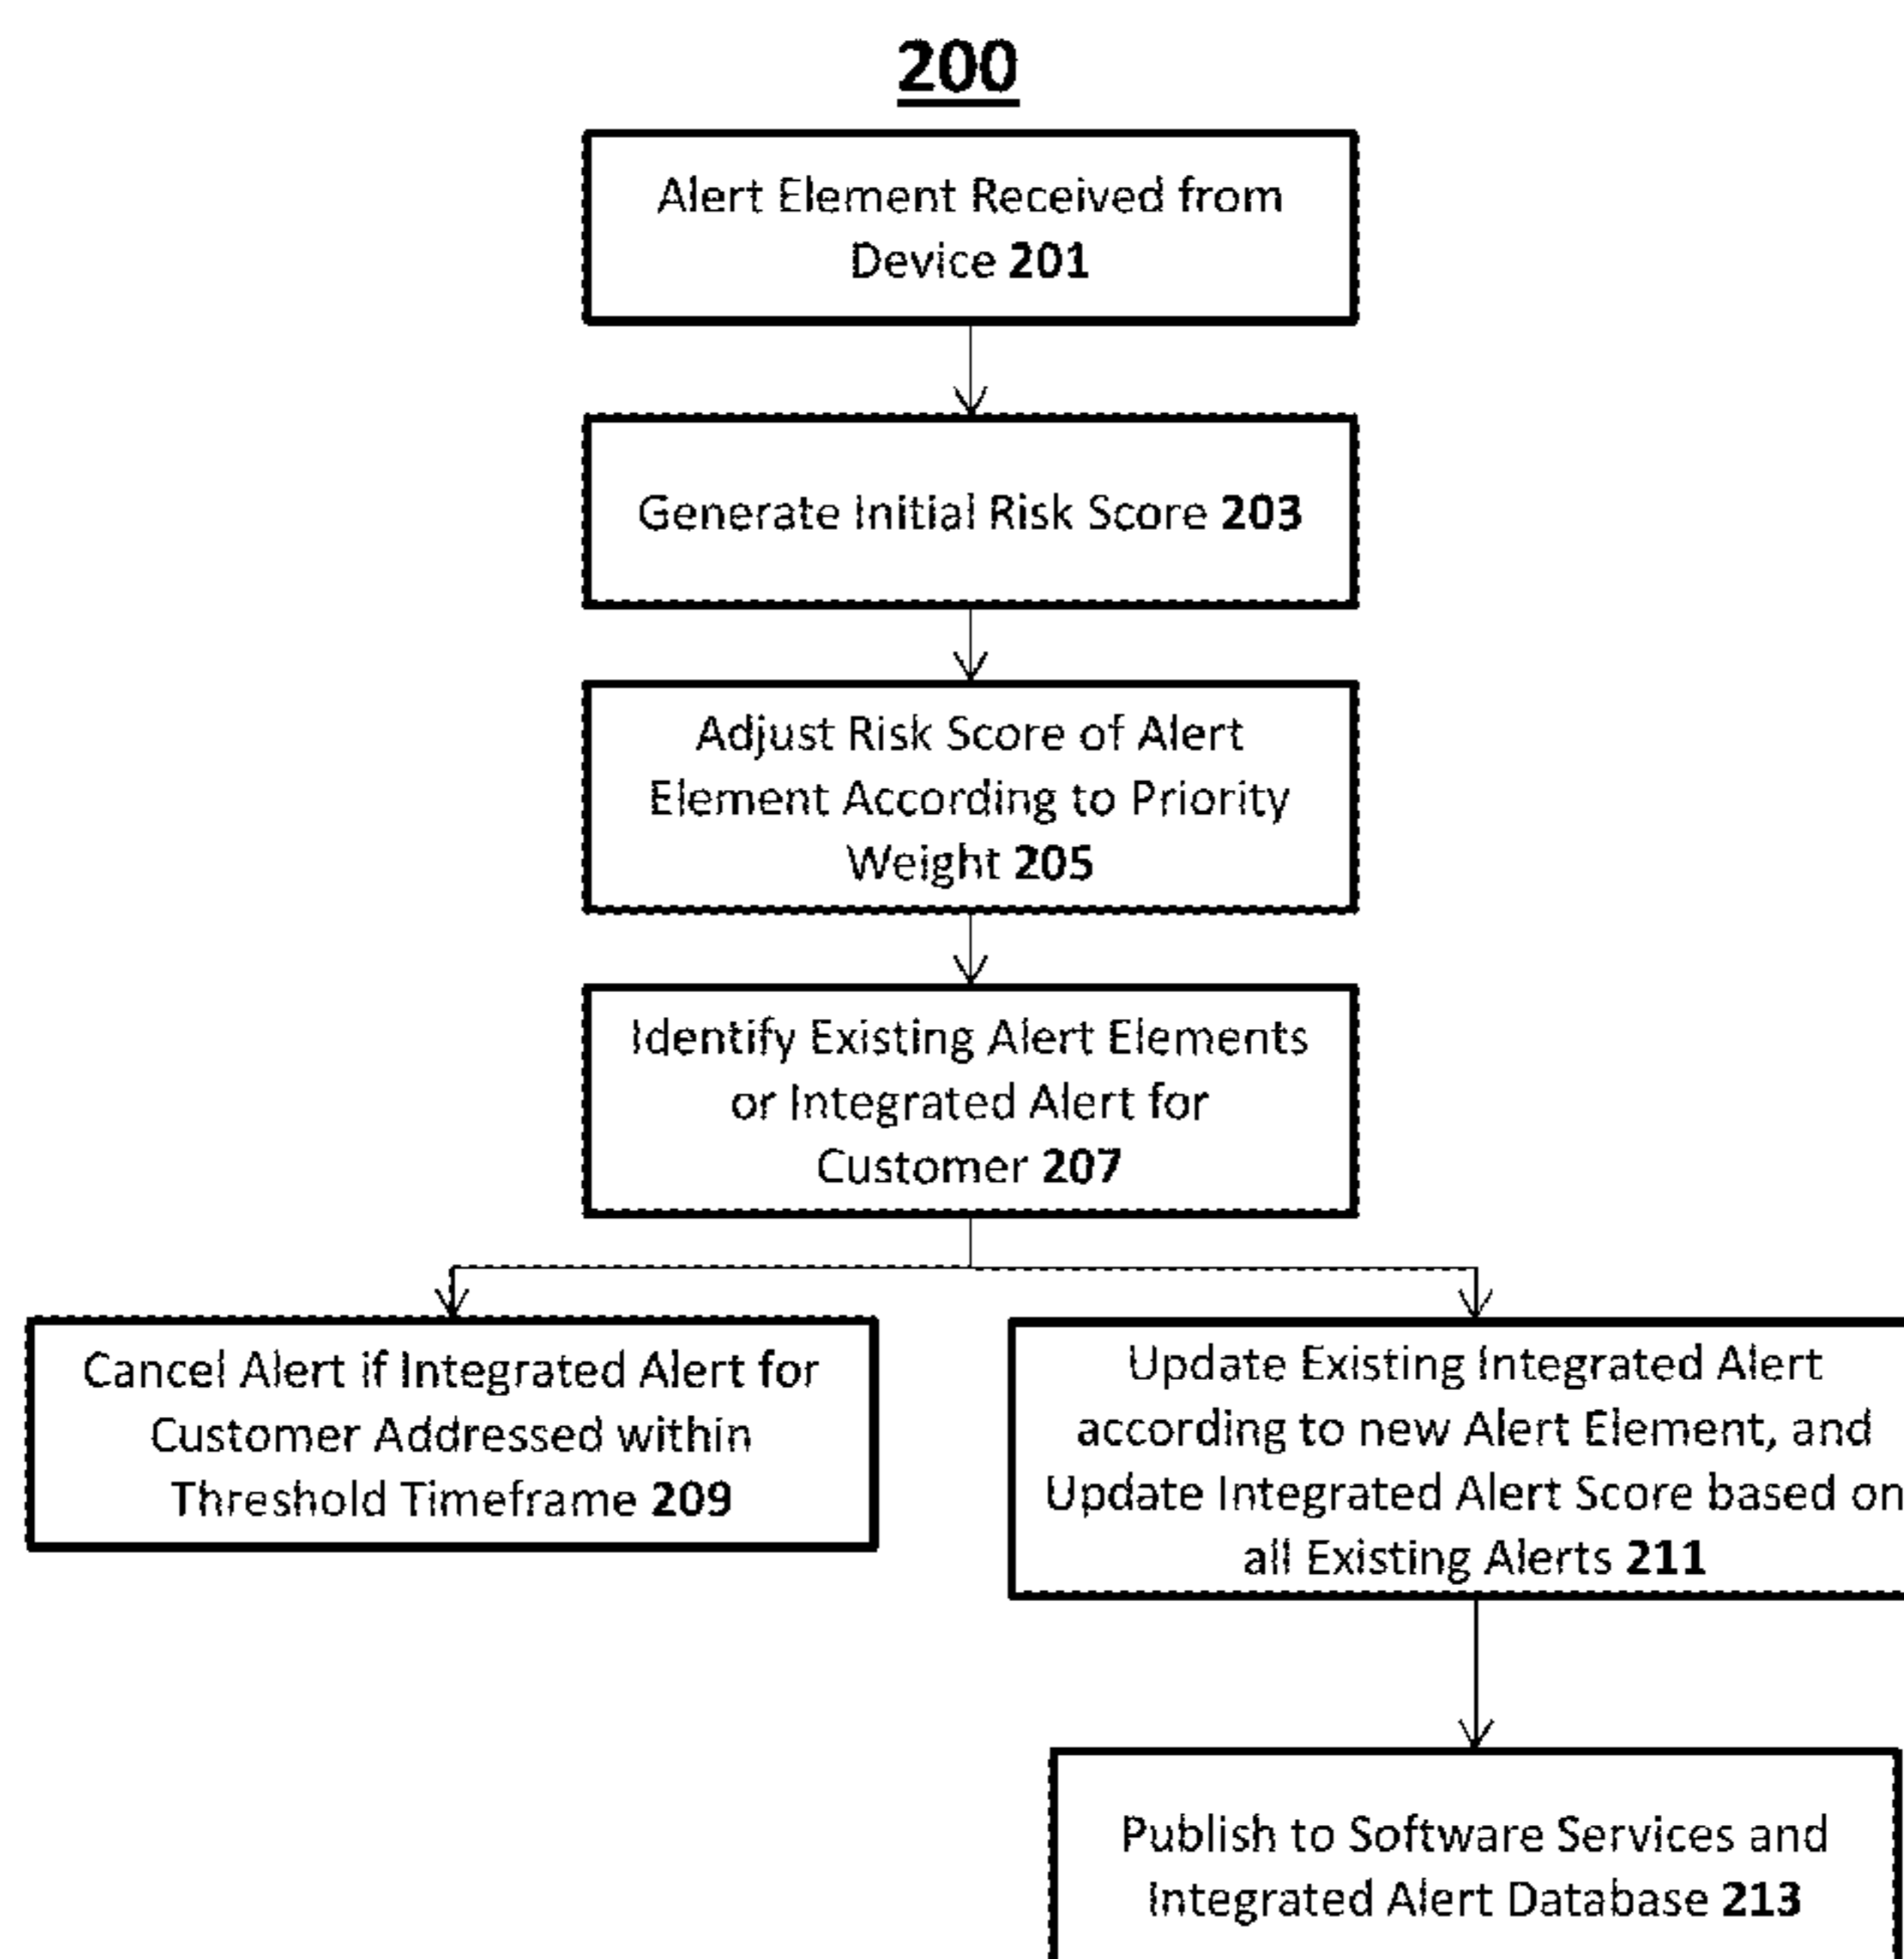 200
Alert Element Received from
Device 201
Generate Initial Risk Score 203
Adjust Risk Score of Alert
Element According to Priority
Weight 205
Identify Existing Alert Elements
or Integrated Alert for
Customer 207
Cancel Alert if Integrated Alert for
Customer Addressed within
Threshold Timeframe 209
Update Existing Integrated Alert
according to new Alert Element, and
Update Integrated Alert Score based on
all Existing Alerts 211
Publish to Software Services and
Integrated Alert Database 213